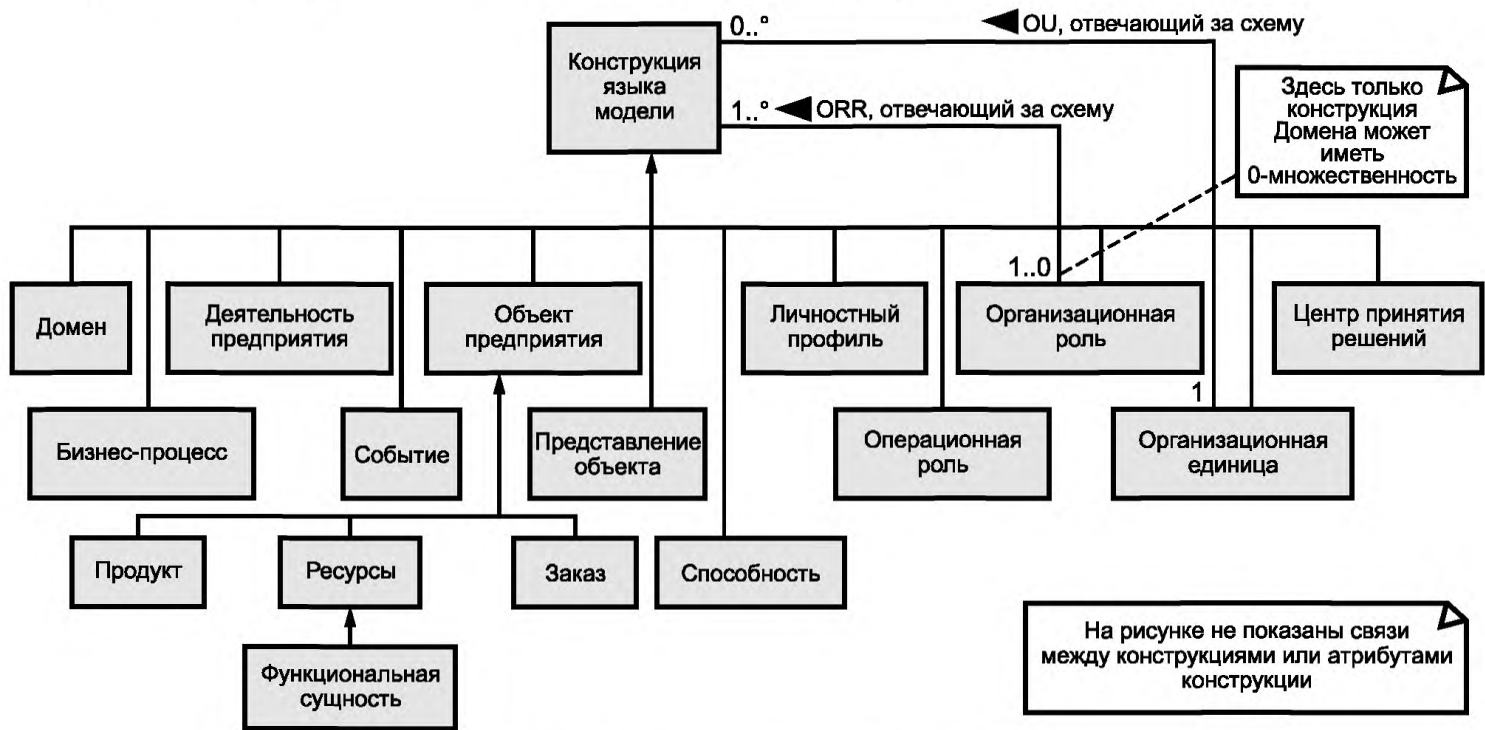 0..°
OU, отвечающий за схему
Конструкция
языка
модели
1..°
ORR, отвечающий за схему
Здесь только
конструкция
Домена может
иметь
0-множественность
1..0
Домен
Деятельность
предприятия
Объект
предприятия
Личностный
профиль
Организационная
роль
Центр принятия
решений
1
Бизнес-процесс
Событие
Представление
объекта
Операционная
роль
Организационная
единица
Продукт
Ресурсы
Заказ
Способность
Функциональная
сущность
На рисунке не показаны связи
между конструкциями или атрибутами
конструкции